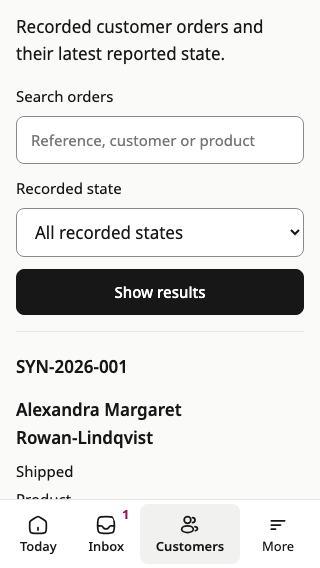 Recorded customer orders and
their latest reported state.
Search orders
Reference, customer or product
Recorded state
All recorded states
Show results
SYN-2026-001
Alexandra Margaret
Rowan-Lindqvist
Shipped
Product
Today
Inbox 1
Customers
More